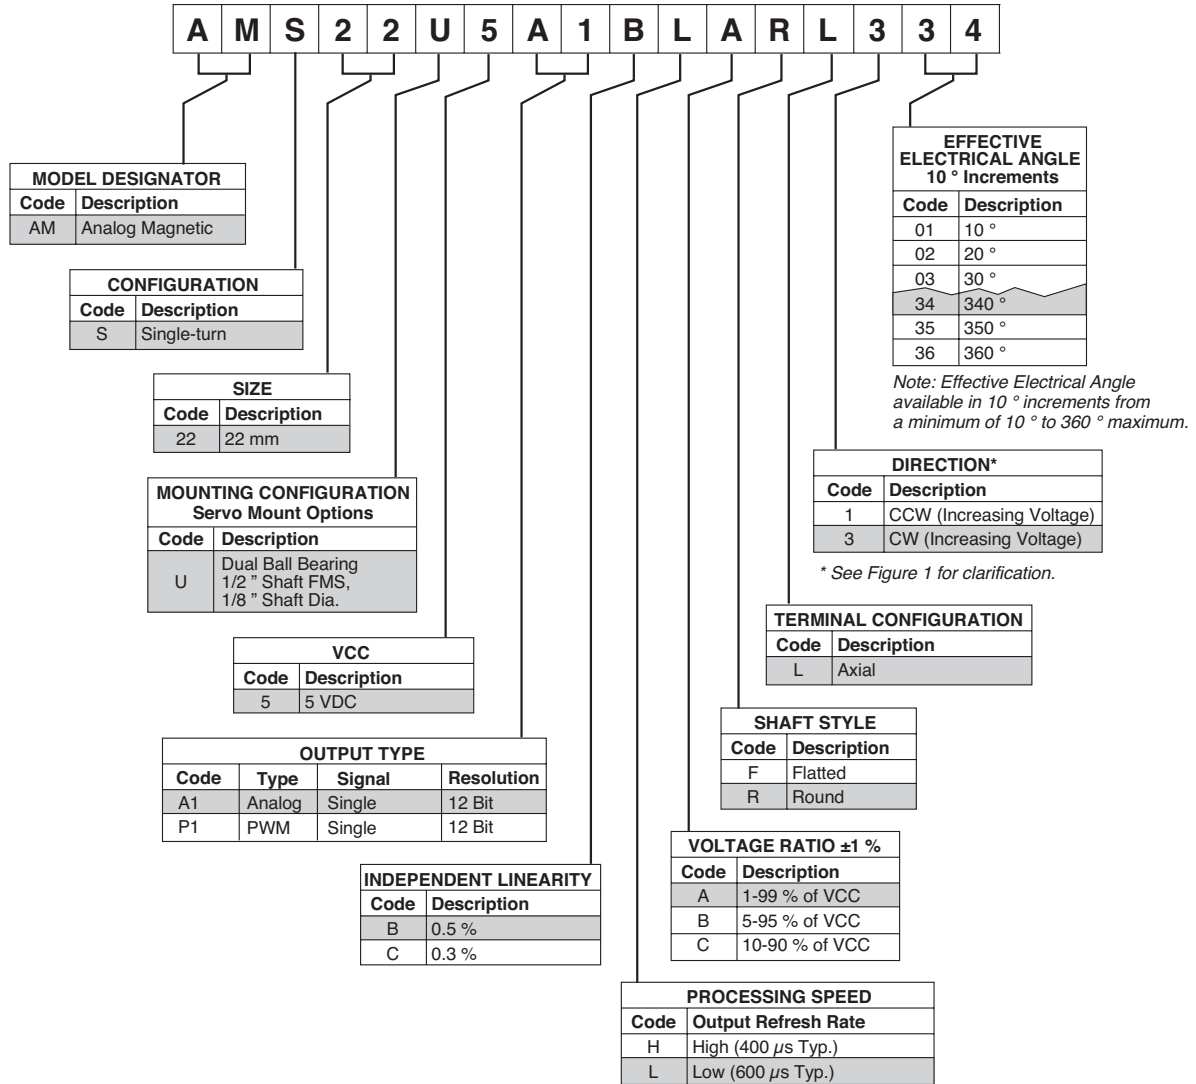 A M S 2 2 U 5 A 1 B L A R L 3 3 4
MODEL DESIGNATOR
Code Description
AM Analog Magnetic
CONFIGURATION
Code Description
S Single-turn
SIZE
Code Description
22 22 mm
MOUNTING CONFIGURATION
Servo Mount Options
Code Description
U Dual Ball Bearing
1/2 ” Shaft FMS,
1/8 ” Shaft Dia.
VCC
Code Description
5 5 VDC
OUTPUT TYPE
Code Type Signal Resolution
A1 Analog Single 12 Bit
P1 PWM Single 12 Bit
INDEPENDENT LINEARITY
Code Description
B 0.5 %
C 0.3 %
PROCESSING SPEED
Code Output Refresh Rate
H High (400 µs Typ.)
L Low (600 µs Typ.)
VOLTAGE RATIO ±1 %
Code Description
A 1-99 % of VCC
B 5-95 % of VCC
C 10-90 % of VCC
SHAFT STYLE
Code Description
F Flatted
R Round
TERMINAL CONFIGURATION
Code Description
L Axial
DIRECTION*
Code Description
1 CCW (Increasing Voltage)
3 CW (Increasing Voltage)
* See Figure 1 for clarification.
EFFECTIVE
ELECTRICAL ANGLE
10 ° Increments
Code Description
01 10 °
02 20 °
03 30 °
34 340 °
35 350 °
36 360 °
Note: Effective Electrical Angle
available in 10 ° increments from
a minimum of 10 ° to 360 ° maximum.